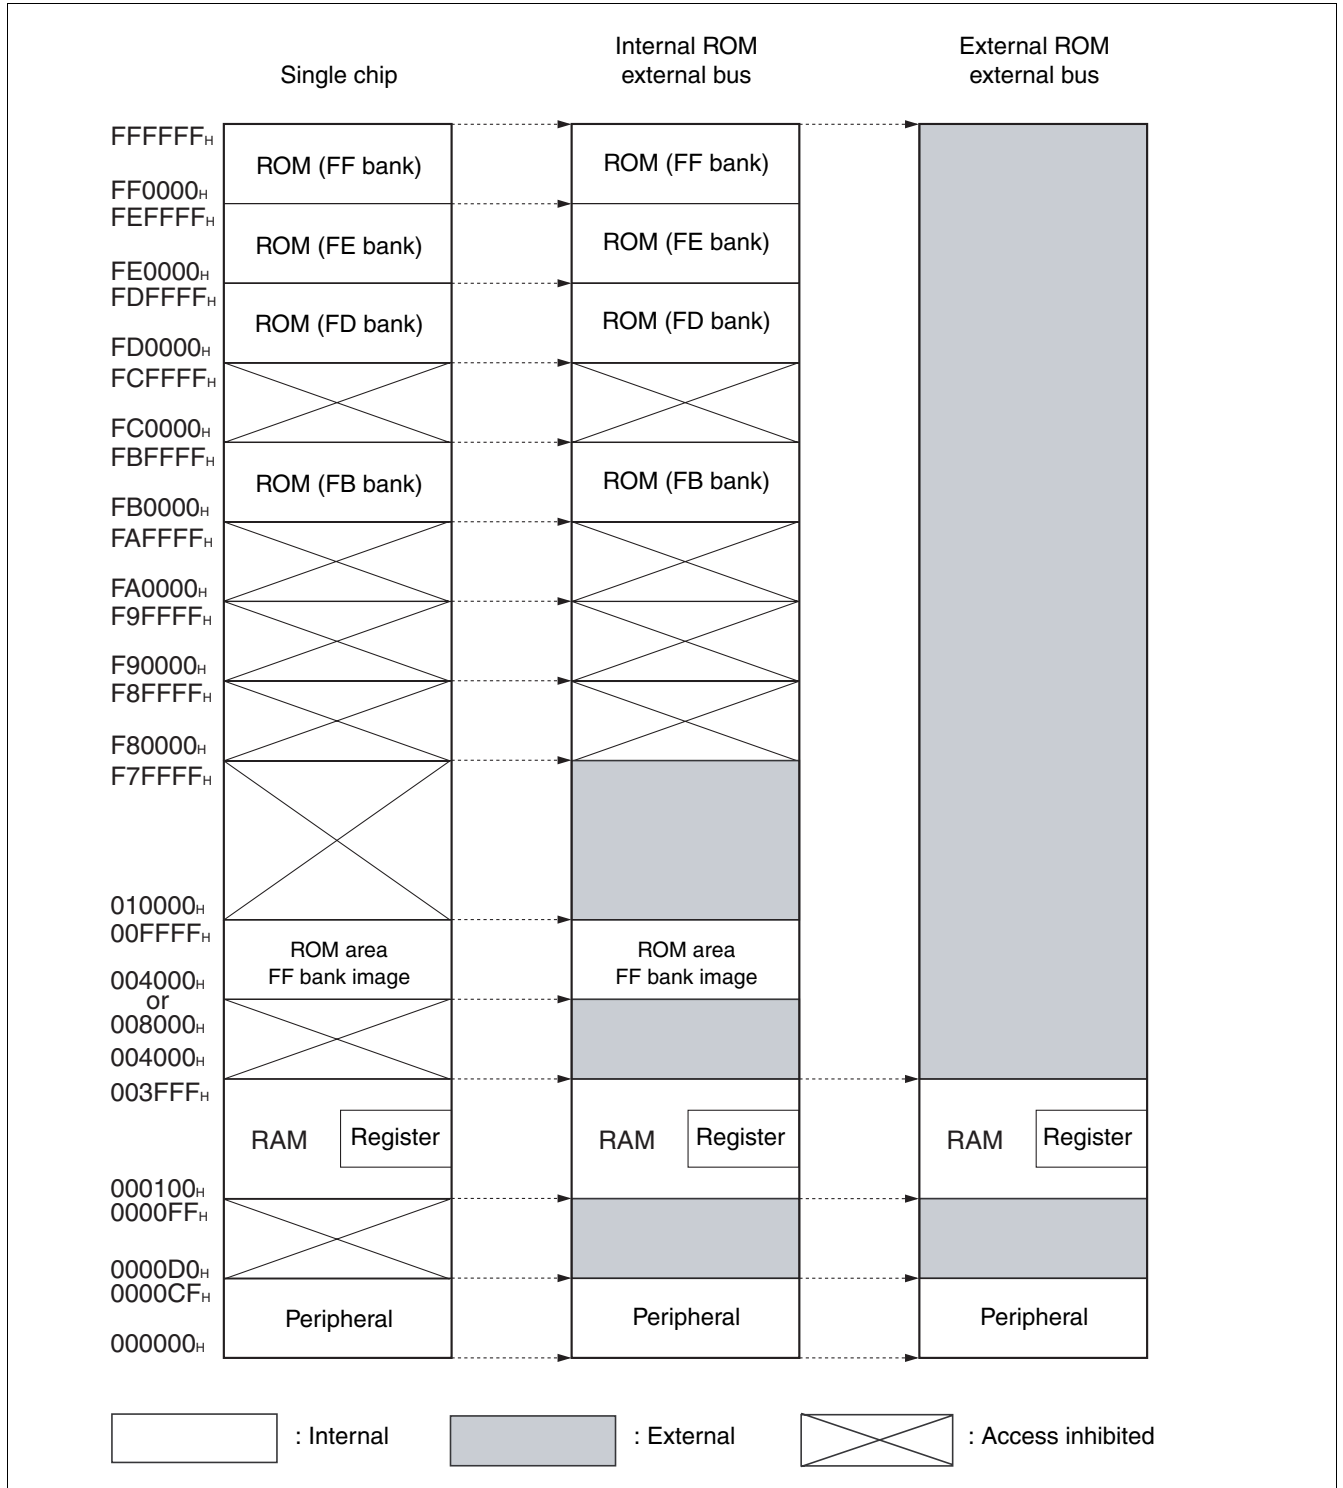 Single chip
Internal ROM
external bus
External ROM
external bus
FFFFFFH
ROM (FF bank)
ROM (FF bank)
FF0000H
FEFFFFH
ROM (FE bank)
ROM (FE bank)
FE0000H
FDFFFFH
ROM (FD bank)
ROM (FD bank)
FD0000H
FCFFFFH
FC0000H
FBFFFFH
ROM (FB bank)
ROM (FB bank)
FB0000H
FAFFFFH
FA0000H
F9FFFFH
F90000H
F8FFFFH
F80000H
F7FFFFH
010000H
00FFFFH
ROM area
FF bank image
ROM area
FF bank image
004000H
or
008000H
004000H
003FFFH
RAM
Register
RAM
Register
RAM
Register
000100H
0000FFH
0000D0H
0000CFH
Peripheral
Peripheral
Peripheral
000000H
: Internal
: External
: Access inhibited